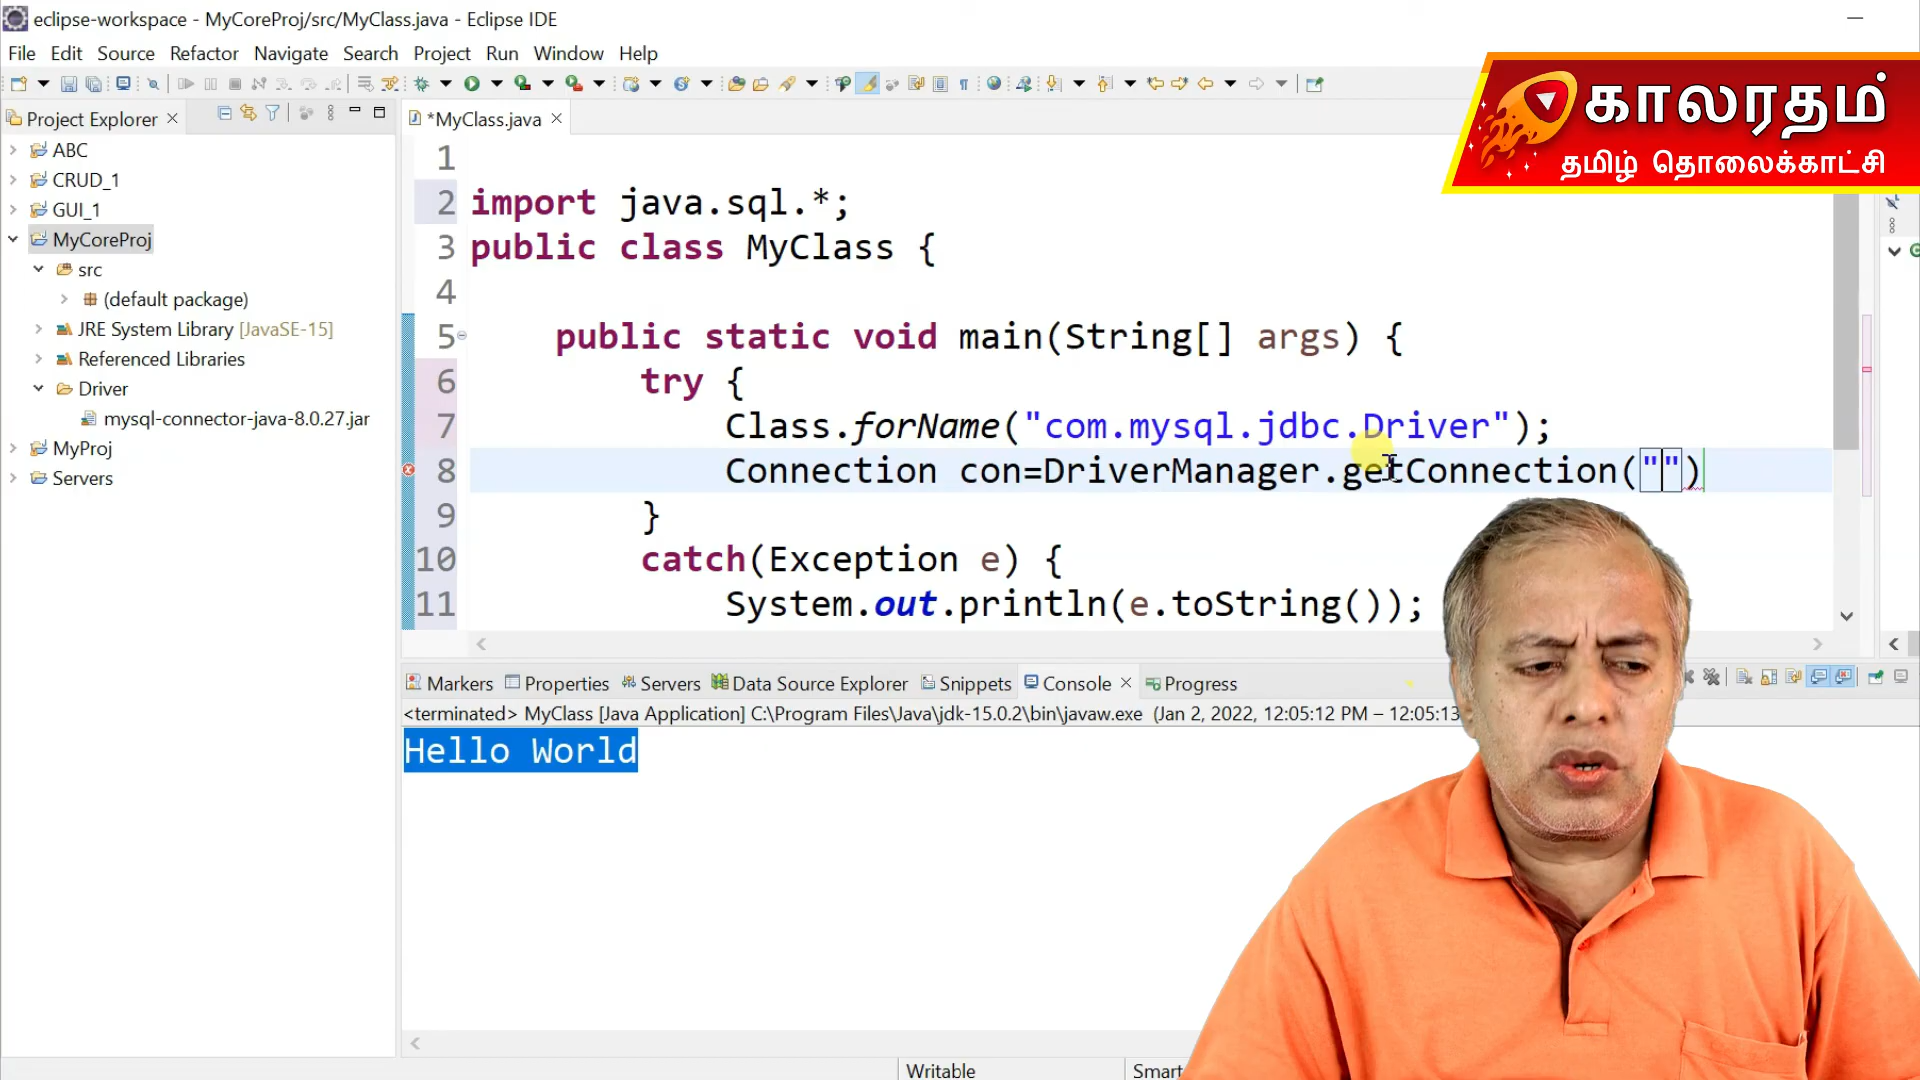 eclipse-workspace - MyCoreProj/src/MyClass.java - Eclipse IDE
File Edit Source Refactor Navigate Search Project Run Window Help
காலரதம்
தமிழ் தொலைக்காட்சி
Project Explorer
*MyClass.java
ABC
CRUD_1
GUI_1
MyCoreProj
src
(default package)
JRE System Library [JavaSE-15]
Referenced Libraries
Driver
mysql-connector-java-8.0.27.jar
MyProj
Servers
1
2 import java.sql.*;
3 public class MyClass {
4
5 public static void main(String[] args) {
6 try {
7 Class.forName("com.mysql.jdbc.Driver");
8 Connection con=DriverManager.getConnection("")
9 }
10 catch(Exception e) {
11 System.out.println(e.toString());
Markers Properties Servers Data Source Explorer Snippets Console Progress
<terminated> MyClass [Java Application] C:\Program Files\Java\jdk-15.0.2\bin\javaw.exe (Jan 2, 2022, 12:05:12 PM – 12:05:13
Hello World
Writable Smart